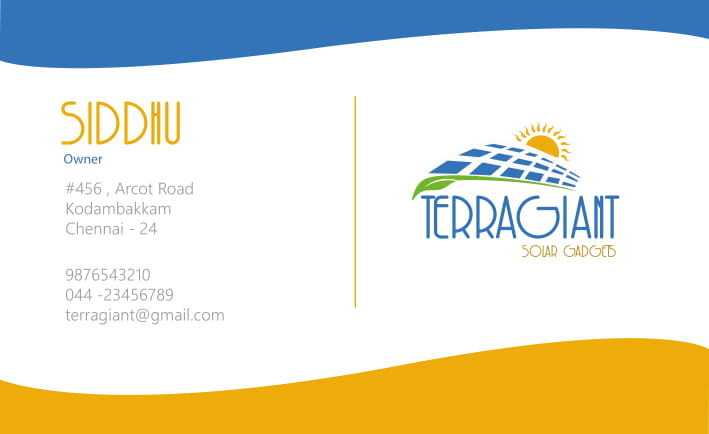 SIDDHU
Owner
#456 , Arcot Road
Kodambakkam
Chennai - 24
9876543210
044 -23456789
terragiant@gmail.com
TERRAGIANT
SOLAR GADGETS